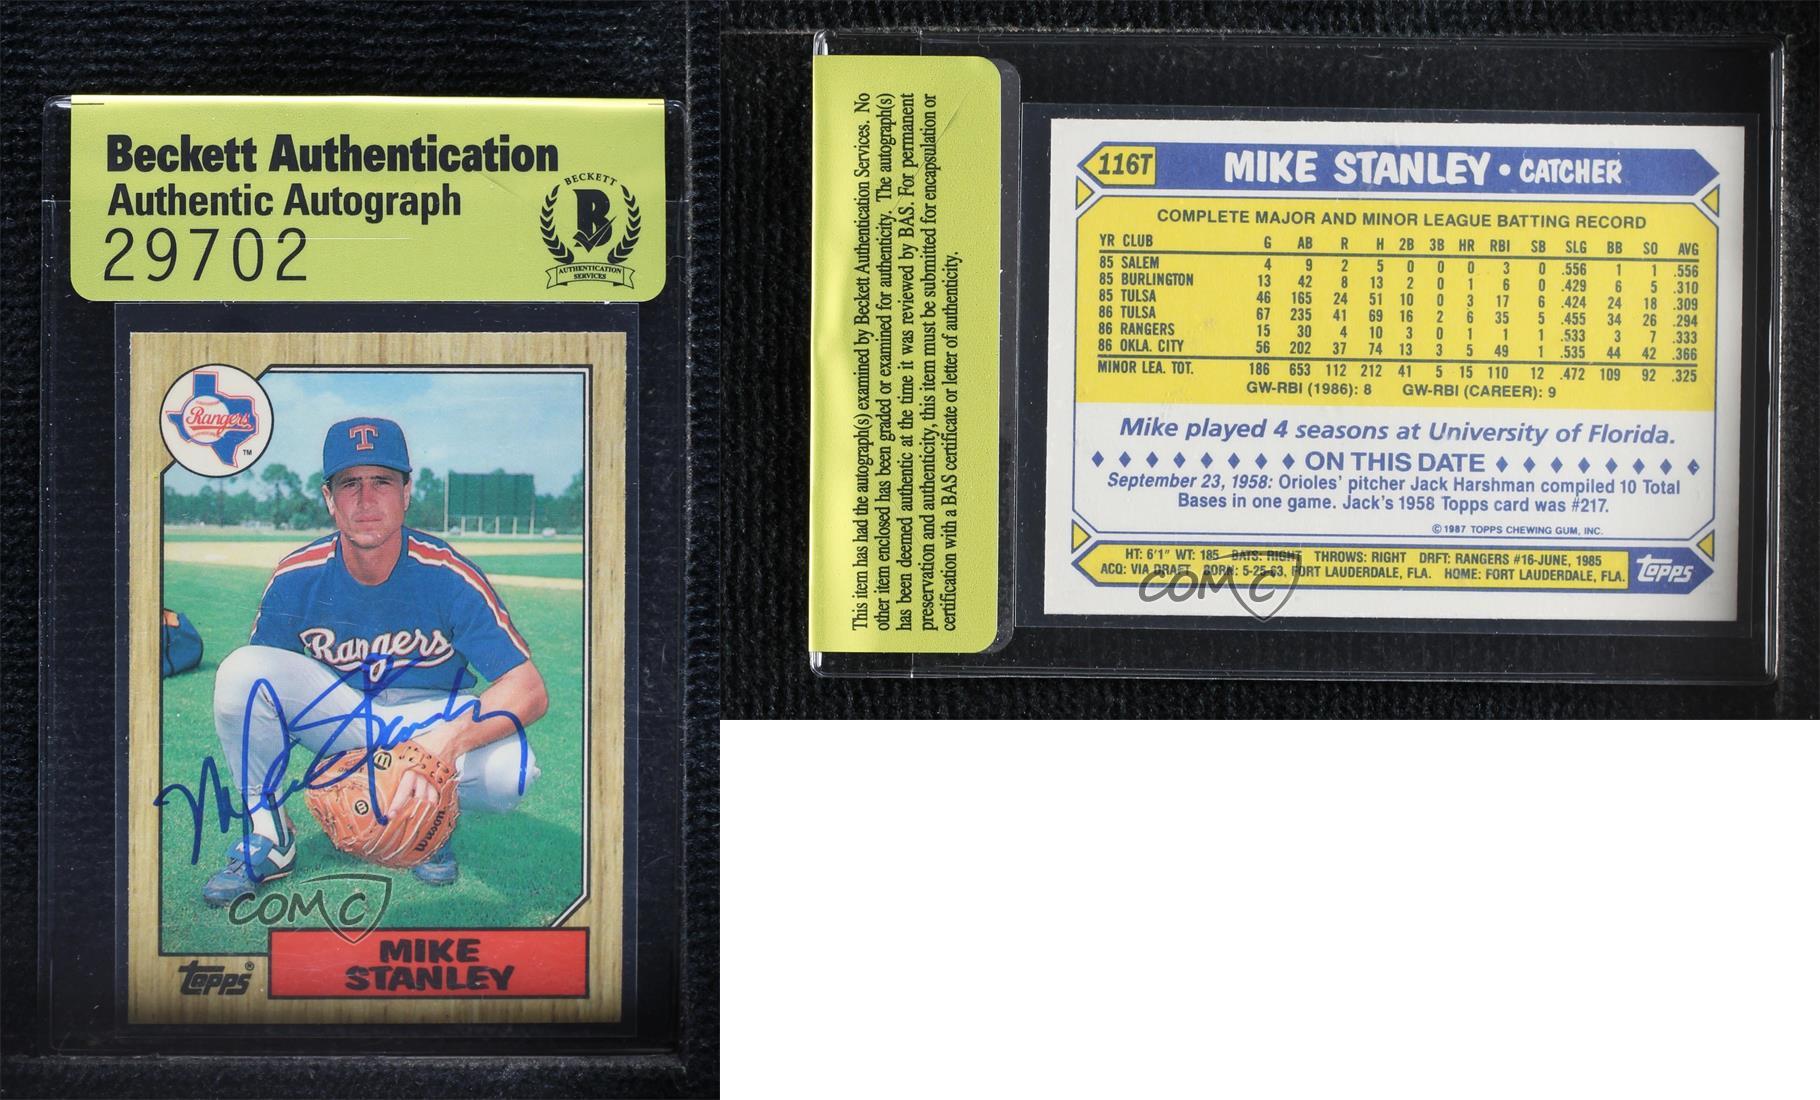 Beckett Authentication
Authentic Autograph
29702
BECKETT
B
AUTHENTICATION
SERVICES
Rangers
TM
T
Rangers
Mike Stanley
Wilson
COMC
topps®
MIKE
STANLEY
This item has had the autograph(s) examined by Beckett Authentication Services. No
other item enclosed has been graded or examined for authenticity. The autograph(s)
has been deemed authentic at the time it was reviewed by BAS. For permanent
preservation and authenticity, this item must be submitted for encapsulation or
certification with a BAS certificate or letter of authenticity.
116T MIKE STANLEY • CATCHER
COMPLETE MAJOR AND MINOR LEAGUE BATTING RECORD
YR CLUB G AB R H 2B 3B HR RBI SB SLG BB SO AVG
85 SALEM 4 9 2 5 0 0 0 3 0 .556 1 1 .556
85 BURLINGTON 13 42 8 13 2 0 1 6 0 .429 6 5 .310
85 TULSA 46 165 24 51 10 0 3 17 6 .424 24 18 .309
86 TULSA 67 235 41 69 16 2 6 35 5 .455 34 26 .294
86 RANGERS 15 30 4 10 3 0 1 1 1 .533 3 7 .333
86 OKLA. CITY 56 202 37 74 13 3 5 49 1 .535 44 42 .366
MINOR LEA. TOT. 186 653 112 212 41 5 15 110 12 .472 109 92 .325
GW-RBI (1986): 8 GW-RBI (CAREER): 9
Mike played 4 seasons at University of Florida.
ON THIS DATE
September 23, 1958: Orioles' pitcher Jack Harshman compiled 10 Total
Bases in one game. Jack's 1958 Topps card was #217.
© 1987 TOPPS CHEWING GUM, INC.
HT: 6'1" WT: 185 BATS: RIGHT THROWS: RIGHT DRFT: RANGERS #16-JUNE, 1985
ACQ: VIA DRAFT BORN: 5-25-63, FORT LAUDERDALE, FLA. HOME: FORT LAUDERDALE, FLA.
topps
COMC